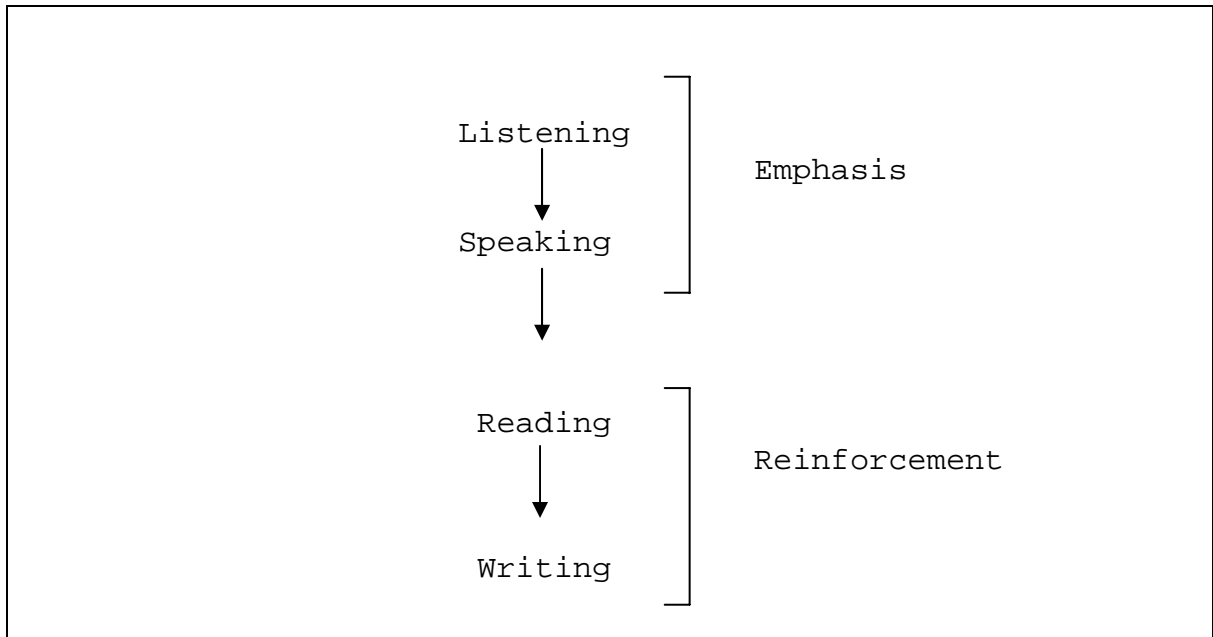 Listening
Emphasis
Speaking
Reading
Reinforcement
Writing